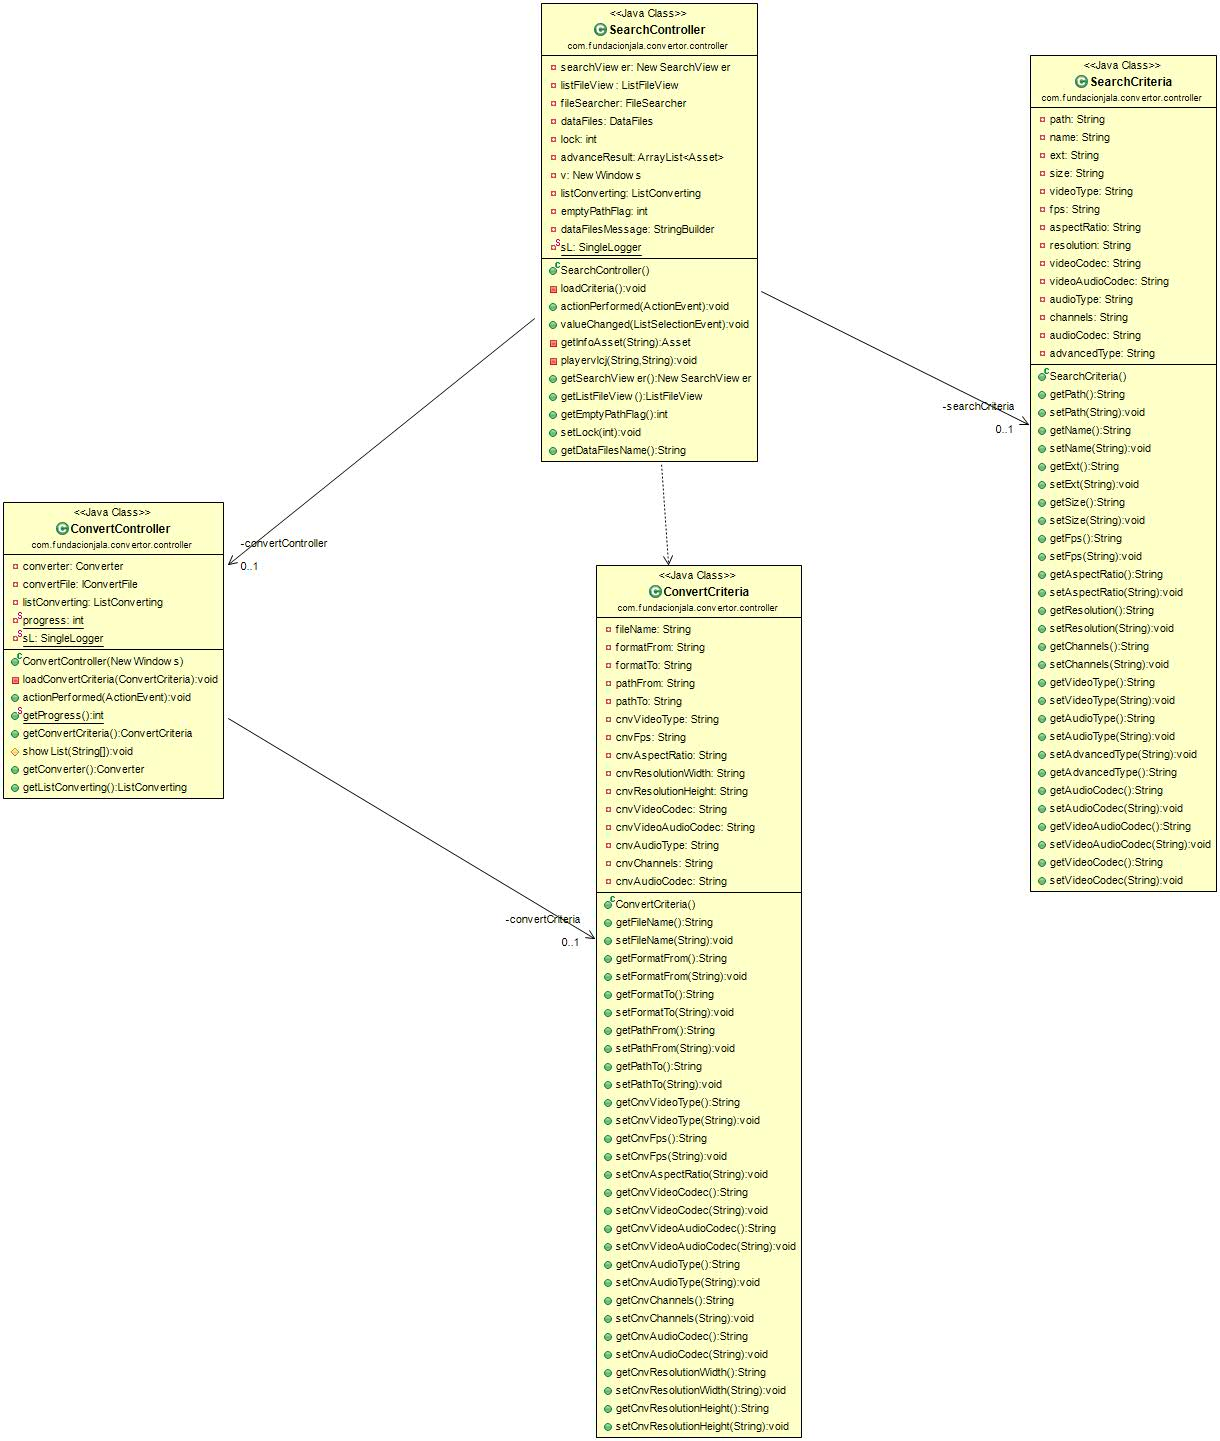 <<Java Class>>
SearchController
com.fundacionjala.convertor.controller
searchViewer: NewSearchViewer
listFileView: ListFileView
fileSearcher: FileSearcher
dataFiles: DataFiles
lock: int
advanceResult: ArrayList<Asset>
v: NewWindows
listConverting: ListConverting
emptyPathFlag: int
dataFilesMessage: StringBuilder
sL: SingleLogger
SearchController()
loadCriteria():void
actionPerformed(ActionEvent):void
valueChanged(ListSelectionEvent):void
getInfoAsset(String):Asset
playervlcj(String,String):void
getSearchViewer():NewSearchViewer
getListFileView():ListFileView
getEmptyPathFlag():int
setLock(int):void
getDataFilesName():String
<<Java Class>>
SearchCriteria
com.fundacionjala.convertor.controller
path: String
name: String
ext: String
size: String
videoType: String
fps: String
aspectRatio: String
resolution: String
videoCodec: String
videoAudioCodec: String
audioType: String
channels: String
audioCodec: String
advancedType: String
SearchCriteria()
getPath():String
setPath(String):void
getName():String
setName(String):void
getExt():String
setExt(String):void
getSize():String
setSize(String):void
getFps():String
setFps(String):void
getAspectRatio():String
setAspectRatio(String):void
getResolution():String
setResolution(String):void
getChannels():String
setChannels(String):void
getVideoType():String
setVideoType(String):void
getAudioType():String
setAudioType(String):void
setAdvancedType(String):void
getAdvancedType():String
getAudioCodec():String
setAudioCodec(String):void
getVideoAudioCodec():String
setVideoAudioCodec(String):void
getVideoCodec():String
setVideoCodec(String):void
-searchCriteria
0..1
-convertController
0..1
<<Java Class>>
ConvertController
com.fundacionjala.convertor.controller
converter: Converter
convertFile: IConvertFile
listConverting: ListConverting
progress: int
sL: SingleLogger
ConvertController(NewWindows)
loadConvertCriteria(ConvertCriteria):void
actionPerformed(ActionEvent):void
getProgress():int
getConvertCriteria():ConvertCriteria
showList(String[]):void
getConverter():Converter
getListConverting():ListConverting
-convertCriteria
0..1
<<Java Class>>
ConvertCriteria
com.fundacionjala.convertor.controller
fileName: String
formatFrom: String
formatTo: String
pathFrom: String
pathTo: String
cnvVideoType: String
cnvFps: String
cnvAspectRatio: String
cnvResolutionWidth: String
cnvResolutionHeight: String
cnvVideoCodec: String
cnvVideoAudioCodec: String
cnvAudioType: String
cnvChannels: String
cnvAudioCodec: String
ConvertCriteria()
getFileName():String
setFileName(String):void
getFormatFrom():String
setFormatFrom(String):void
getFormatTo():String
setFormatTo(String):void
getPathFrom():String
setPathFrom(String):void
getPathTo():String
setPathTo(String):void
getCnvVideoType():String
setCnvVideoType(String):void
getCnvFps():String
setCnvFps(String):void
setCnvAspectRatio(String):void
getCnvVideoCodec():String
setCnvVideoCodec(String):void
getCnvVideoAudioCodec():String
setCnvVideoAudioCodec(String):void
getCnvAudioType():String
setCnvAudioType(String):void
getCnvChannels():String
setCnvChannels(String):void
getCnvAudioCodec():String
setCnvAudioCodec(String):void
getCnvResolutionWidth():String
setCnvResolutionWidth(String):void
getCnvResolutionHeight():String
setCnvResolutionHeight(String):void